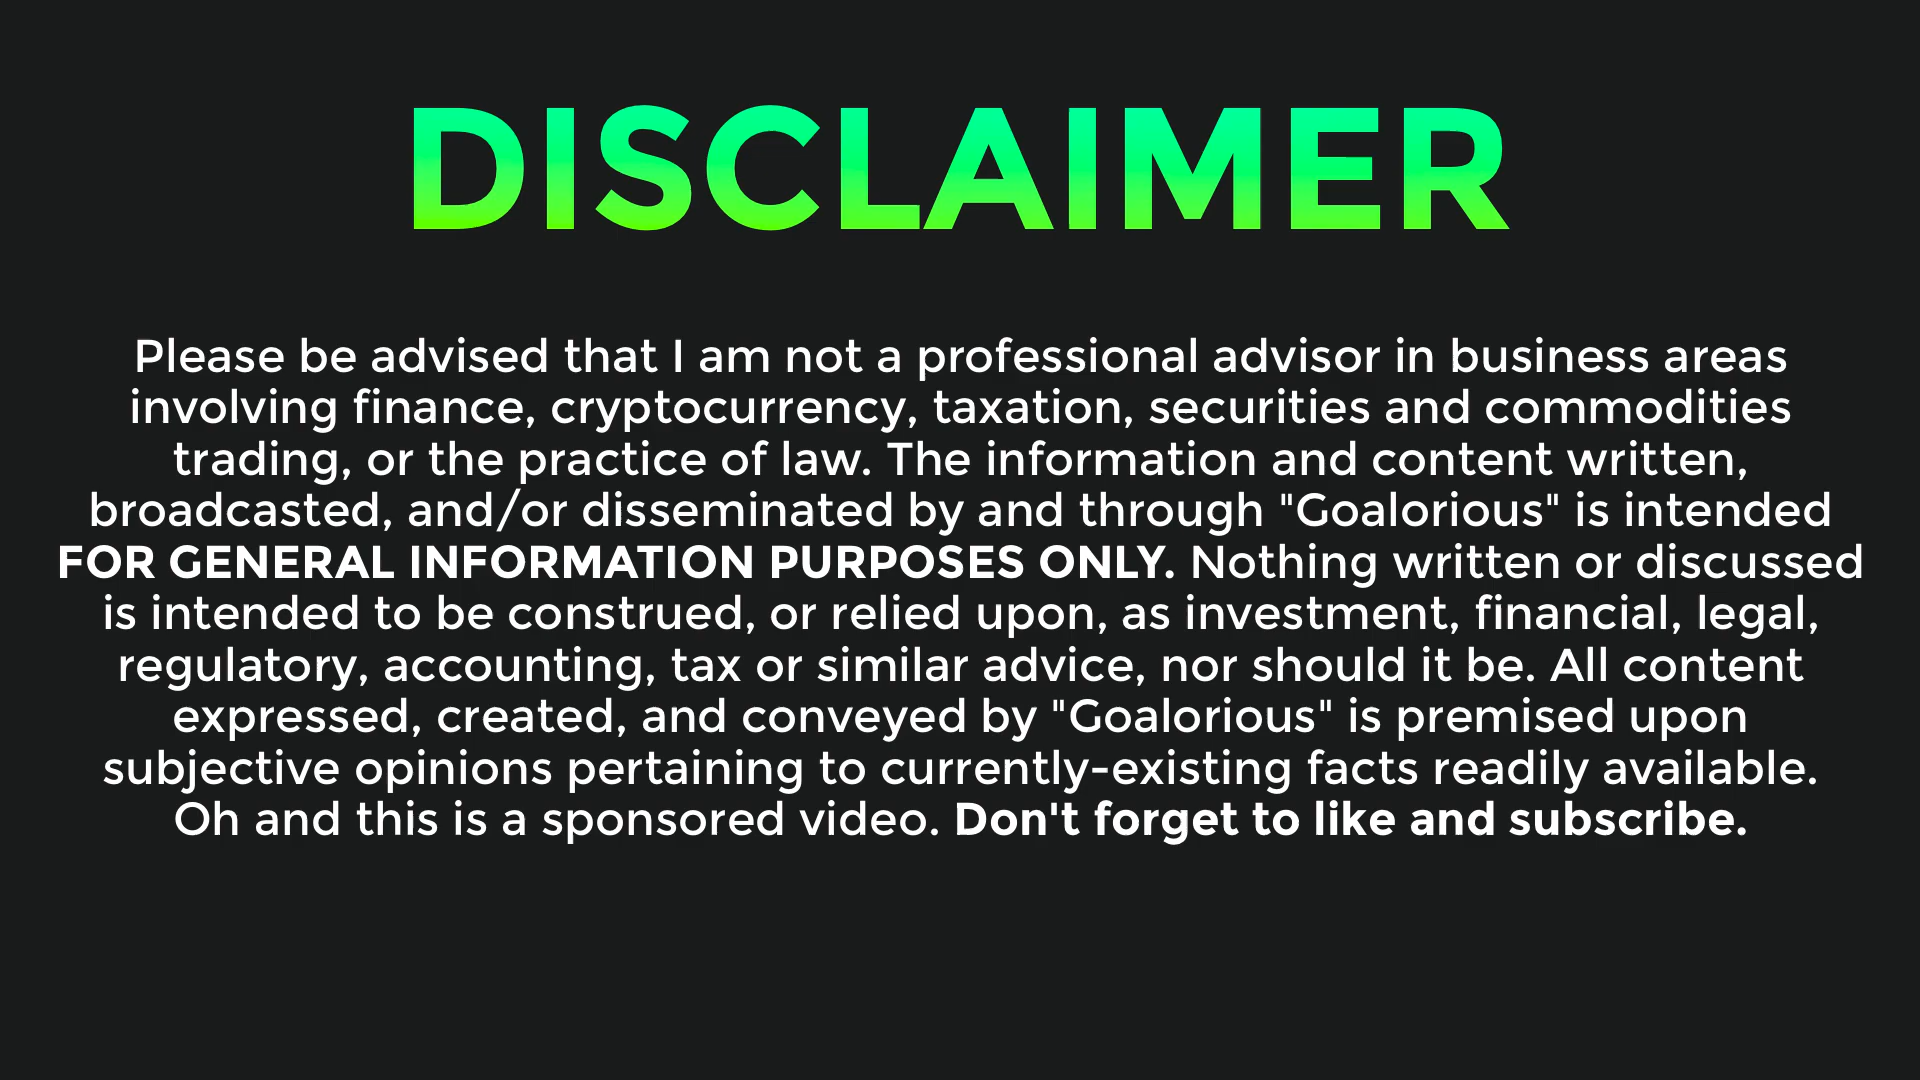 DISCLAIMER
Please be advised that I am not a professional advisor in business areas
involving finance, cryptocurrency, taxation, securities and commodities
trading, or the practice of law. The information and content written,
broadcasted, and/or disseminated by and through "Goalorious" is intended
FOR GENERAL INFORMATION PURPOSES ONLY. Nothing written or discussed
is intended to be construed, or relied upon, as investment, financial, legal,
regulatory, accounting, tax or similar advice, nor should it be. All content
expressed, created, and conveyed by "Goalorious" is premised upon
subjective opinions pertaining to currently-existing facts readily available.
Oh and this is a sponsored video. Don't forget to like and subscribe.